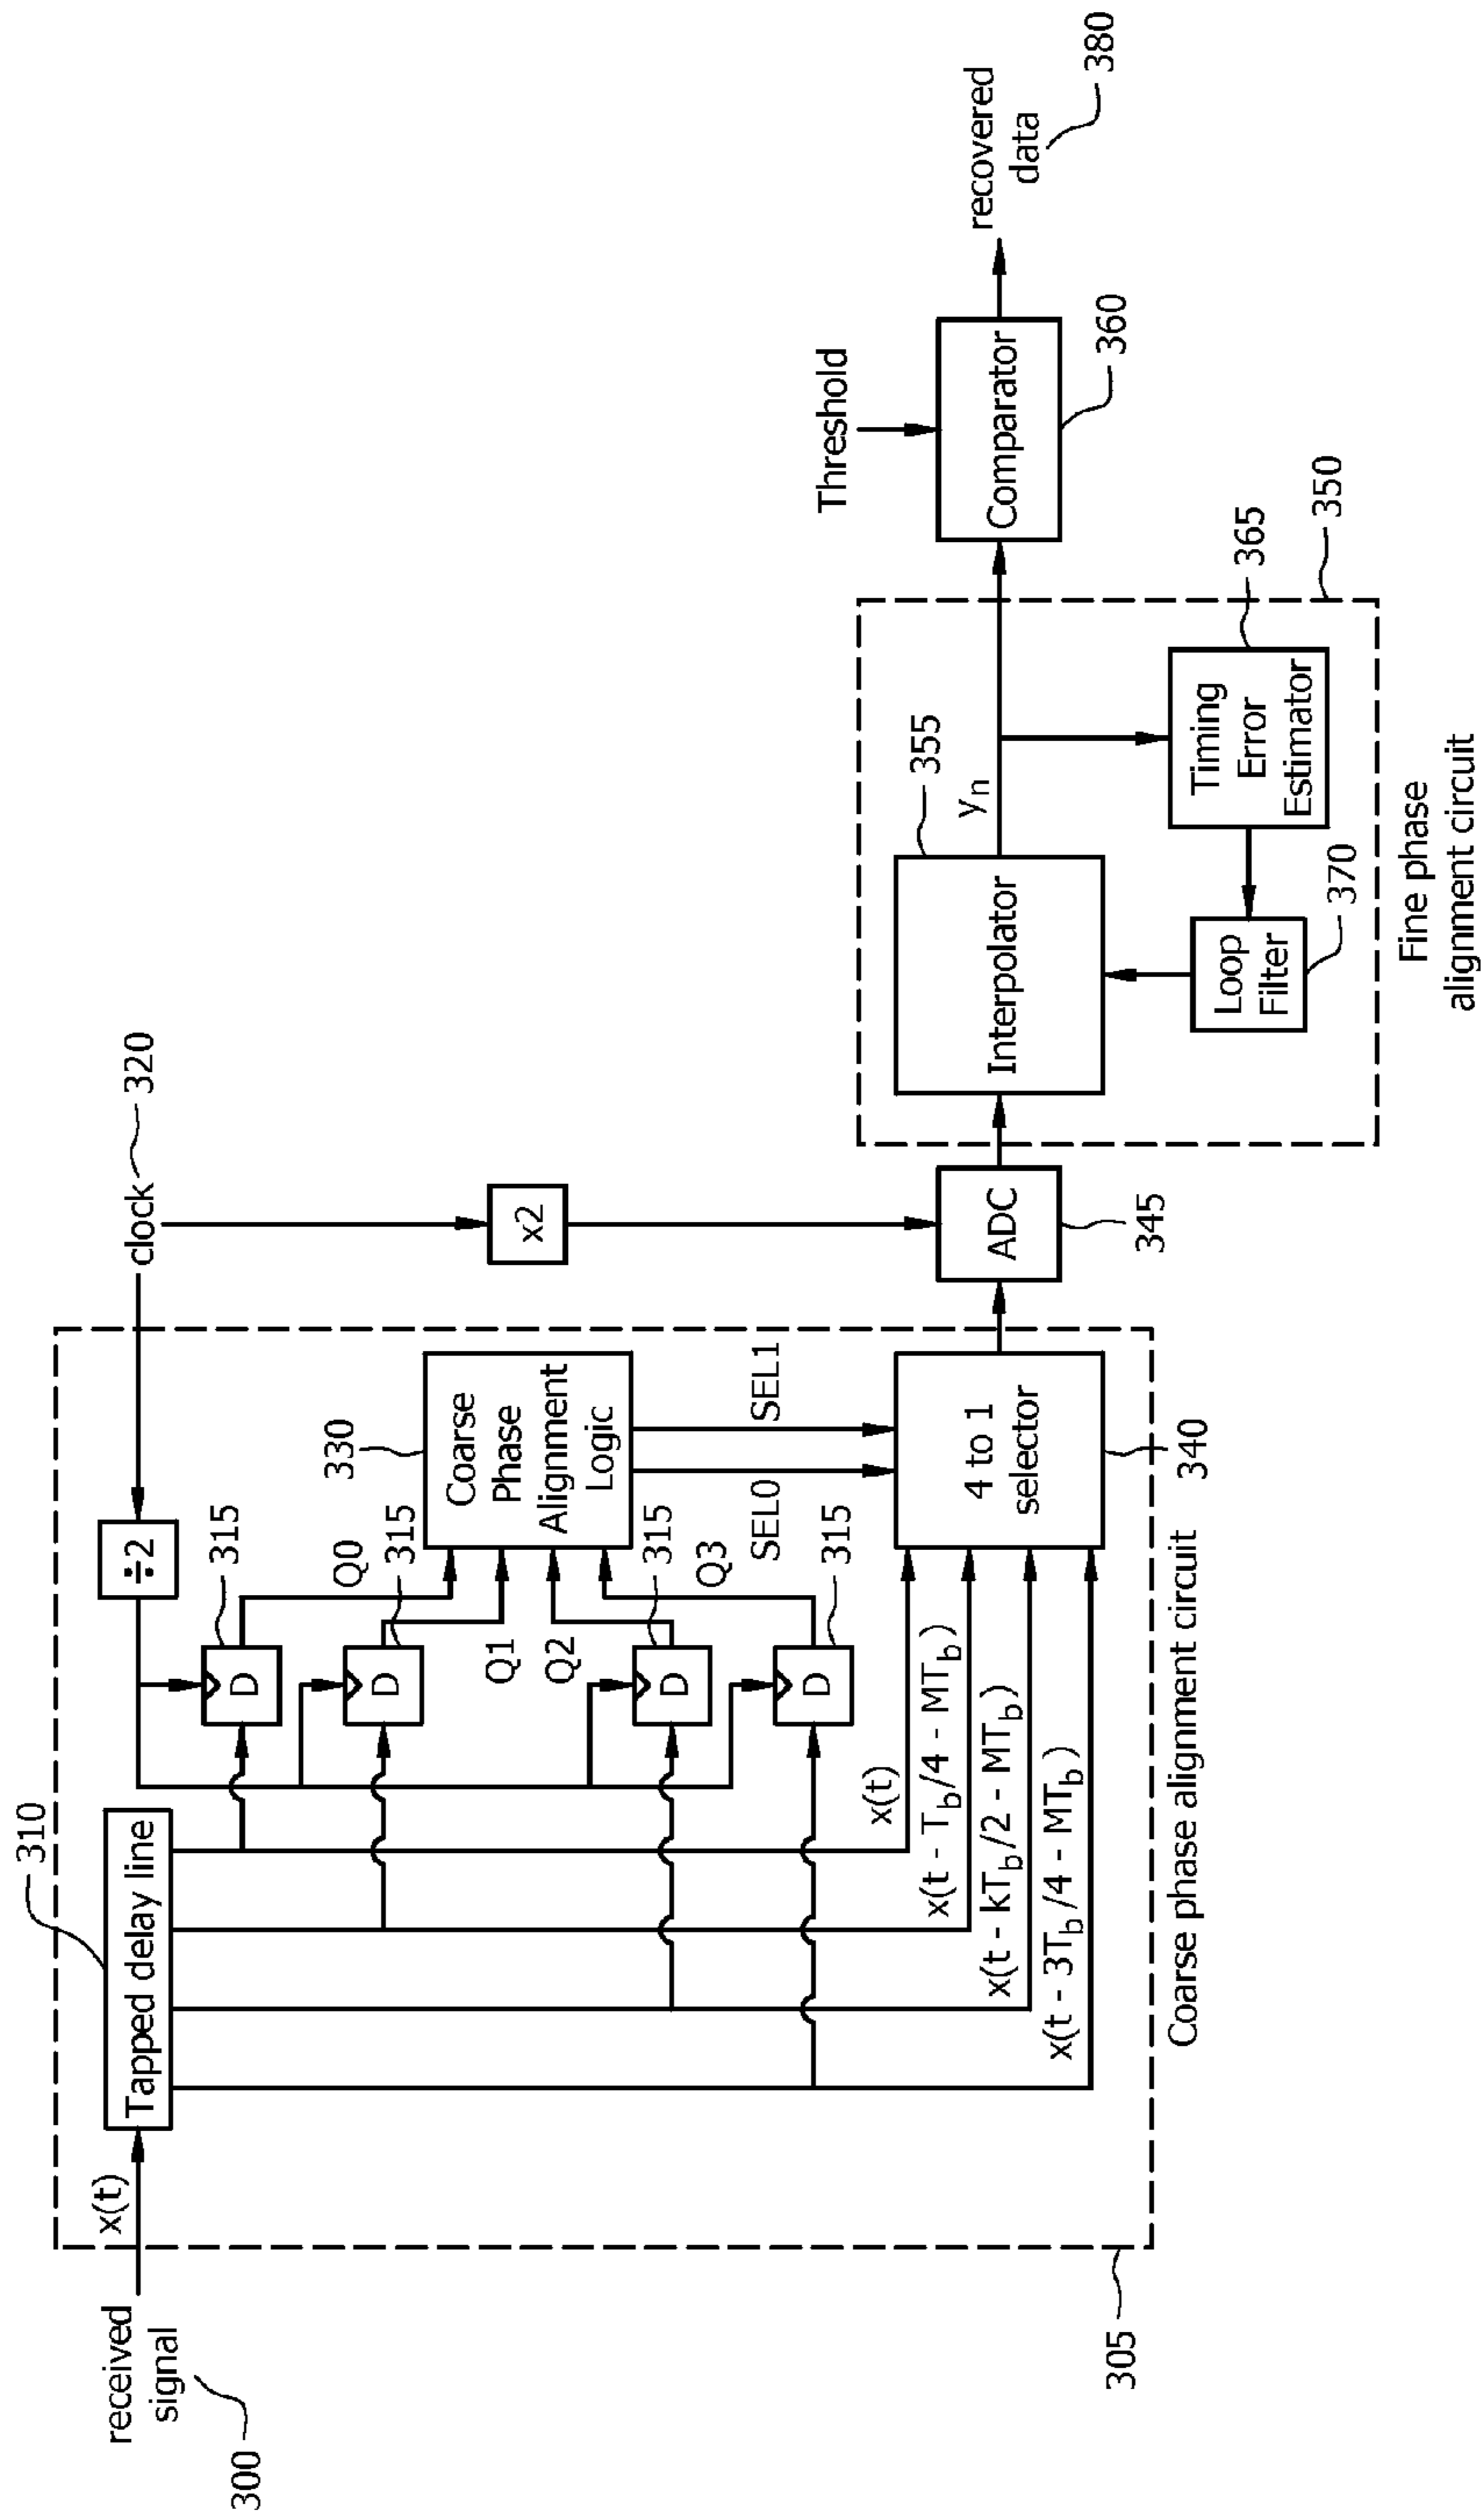 received
signal
300
x(t)
310
Tapped delay line
÷2
clock
320
315
D
Q0
315
D
Q1
Q2
315
D
Q3
315
D
330
Coarse
Phase
Alignment
Logic
SEL0
SEL1
x(t)
x(t - Tb/4 - MTb)
x(t - kTb/2 - MTb)
x(t - 3Tb/4 - MTb)
4 to 1
selector
340
305
Coarse phase alignment circuit
x2
ADC
345
Interpolator
355
yn
Loop
Filter
370
Timing
Error
Estimator
365
350
Fine phase
alignment circuit
Threshold
Comparator
360
recovered
data
380